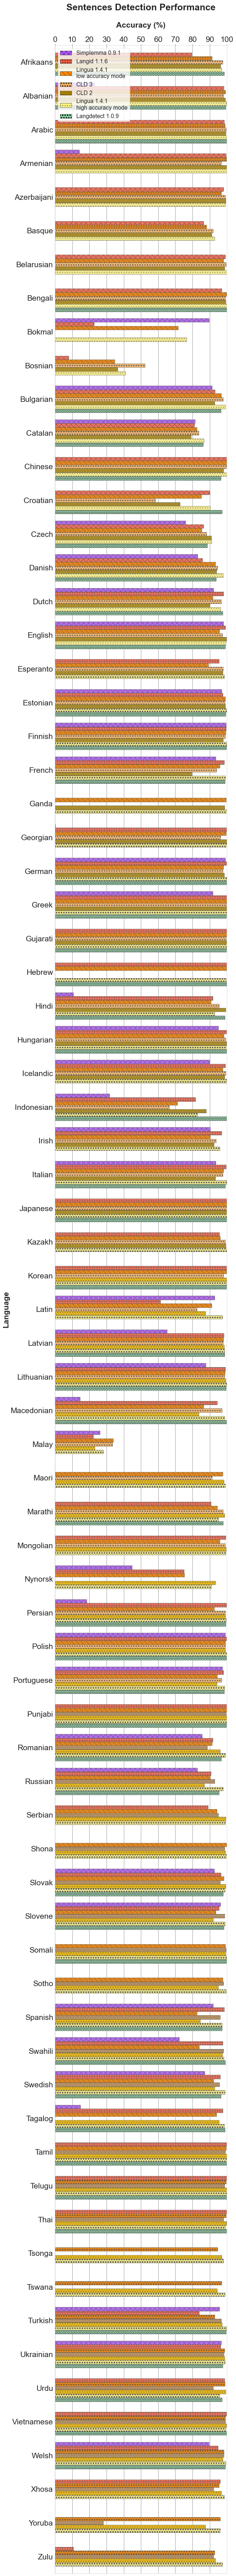 Sentences Detection Performance
Accuracy (%)
0 10 20 30 40 50 60 70 80 90 100
Simplemma 0.9.1
Langid 1.1.6
Lingua 1.4.1
low accuracy mode
CLD 3
CLD 2
Lingua 1.4.1
high accuracy mode
Langdetect 1.0.9
Language
Afrikaans
Albanian
Arabic
Armenian
Azerbaijani
Basque
Belarusian
Bengali
Bokmal
Bosnian
Bulgarian
Catalan
Chinese
Croatian
Czech
Danish
Dutch
English
Esperanto
Estonian
Finnish
French
Ganda
Georgian
German
Greek
Gujarati
Hebrew
Hindi
Hungarian
Icelandic
Indonesian
Irish
Italian
Japanese
Kazakh
Korean
Latin
Latvian
Lithuanian
Macedonian
Malay
Maori
Marathi
Mongolian
Nynorsk
Persian
Polish
Portuguese
Punjabi
Romanian
Russian
Serbian
Shona
Slovak
Slovene
Somali
Sotho
Spanish
Swahili
Swedish
Tagalog
Tamil
Telugu
Thai
Tsonga
Tswana
Turkish
Ukrainian
Urdu
Vietnamese
Welsh
Xhosa
Yoruba
Zulu